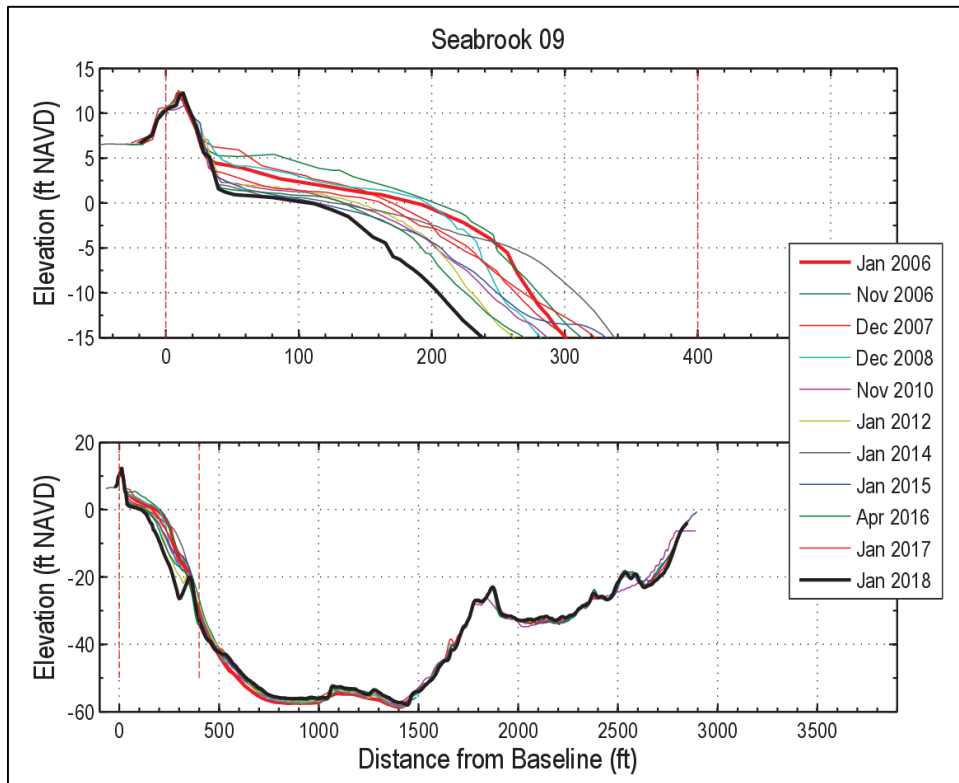 Seabrook 09
15
10
5
0
-5
-10
-15
Elevation (ft NAVD)
0
100
200
300
400
Jan 2006
Nov 2006
Dec 2007
Dec 2008
Nov 2010
Jan 2012
Jan 2014
Jan 2015
Apr 2016
Jan 2017
Jan 2018
20
0
-20
-40
-60
Elevation (ft NAVD)
0
500
1000
1500
2000
2500
3000
3500
Distance from Baseline (ft)